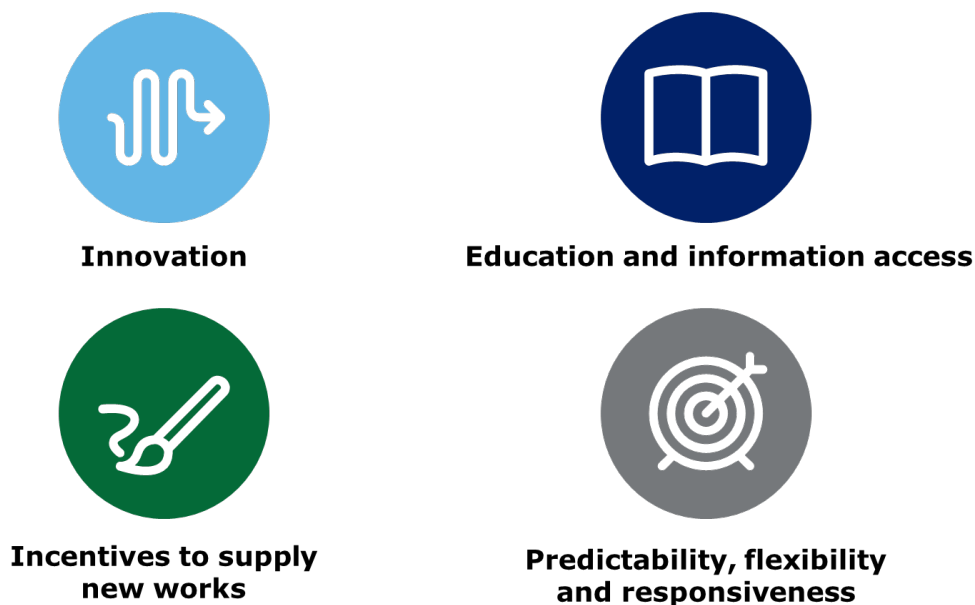 Innovation
Education and information access
Incentives to supply
new works
Predictability, flexibility
and responsiveness